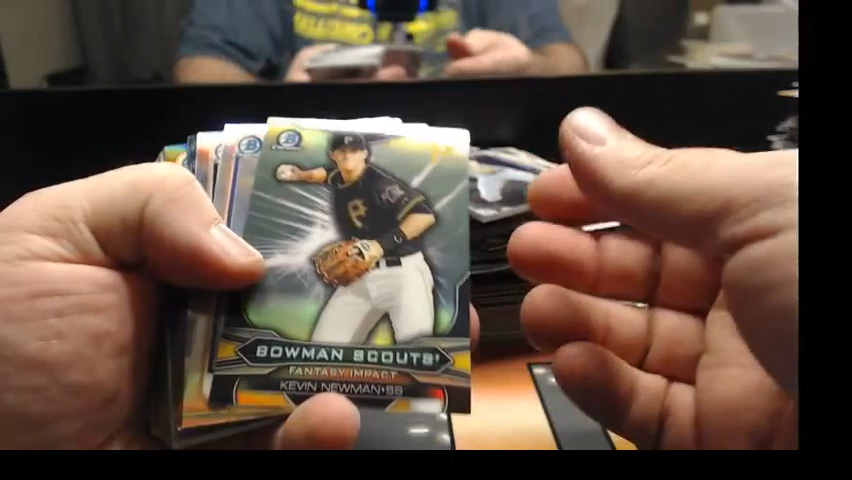 BOWMAN SCOUTS'
FANTASY IMPACT
KEVIN NEWMAN•SS